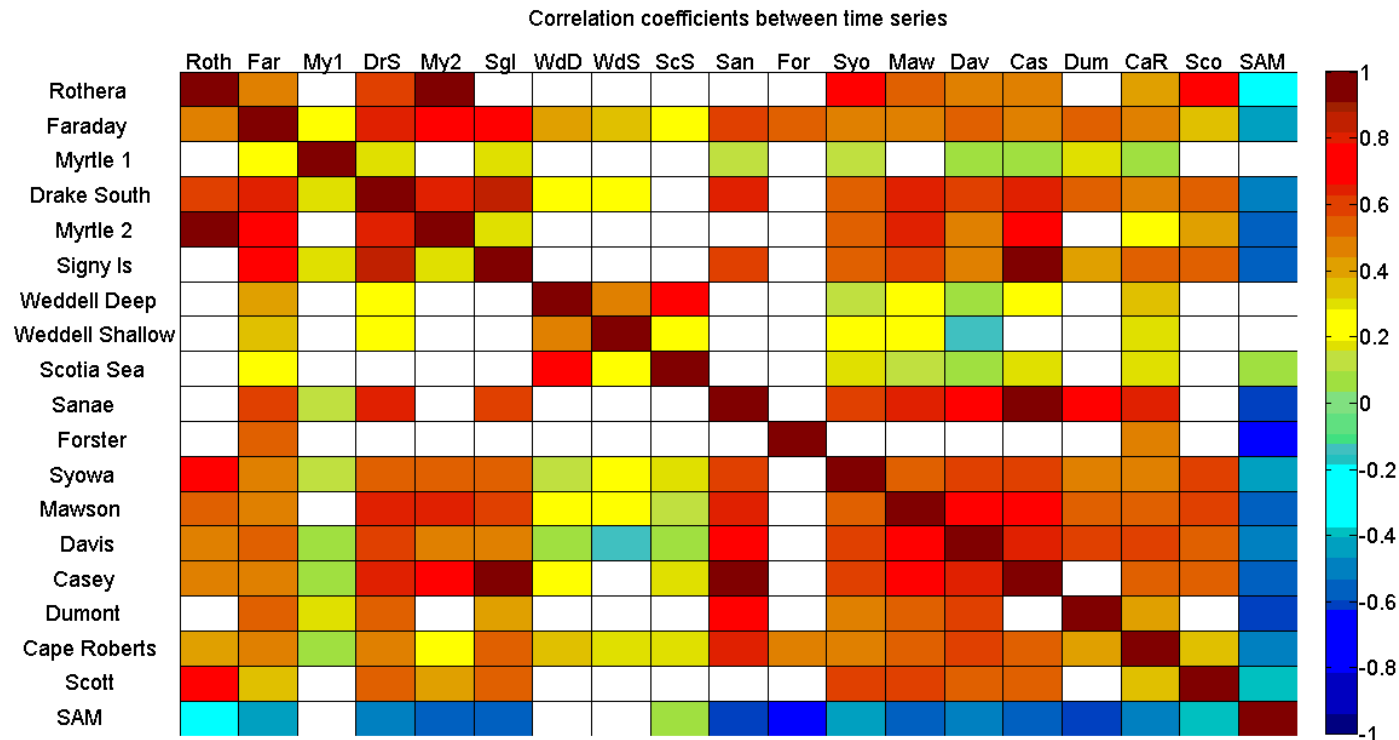 Correlation coefficients between time series
Roth Far My1 DrS My2 Sgl WdD WdS ScS San For Syo Maw Dav Cas Dum CaR Sco SAM
Rothera
Faraday
Myrtle 1
Drake South
Myrtle 2
Signy Is
Weddell Deep
Weddell Shallow
Scotia Sea
Sanae
Forster
Syowa
Mawson
Davis
Casey
Dumont
Cape Roberts
Scott
SAM
1
0.8
0.6
0.4
0.2
0
-0.2
-0.4
-0.6
-0.8
-1